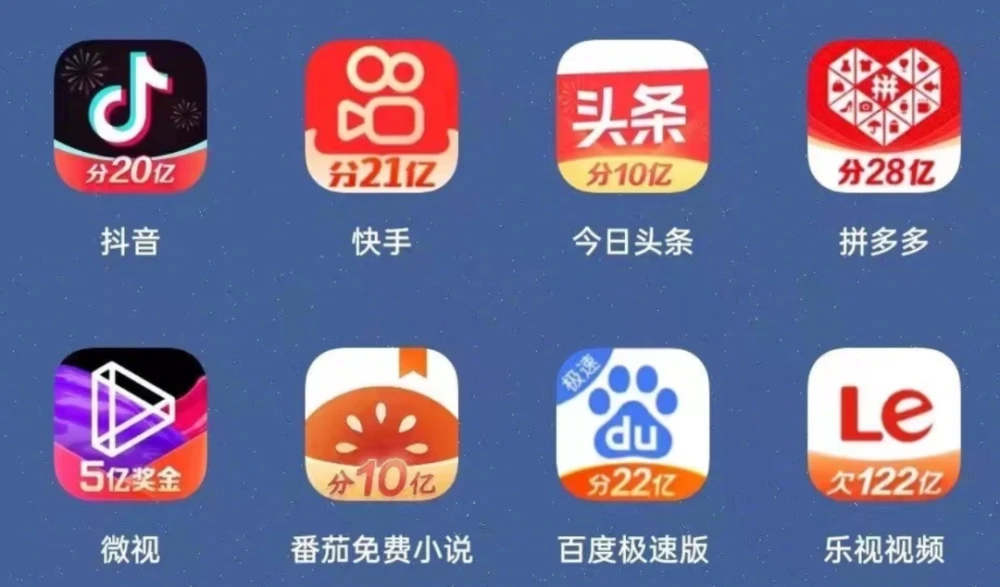 分20亿
分21亿
头条
分10亿
拼
分28亿
抖音
快手
今日头条
拼多多
5亿奖金
分10亿
极速
du
分22亿
Le
欠122亿
微视
番茄免费小说
百度极速版
乐视视频